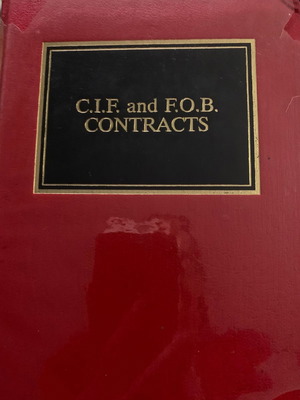 C.I.F. and F.O.B.
CONTRACTS